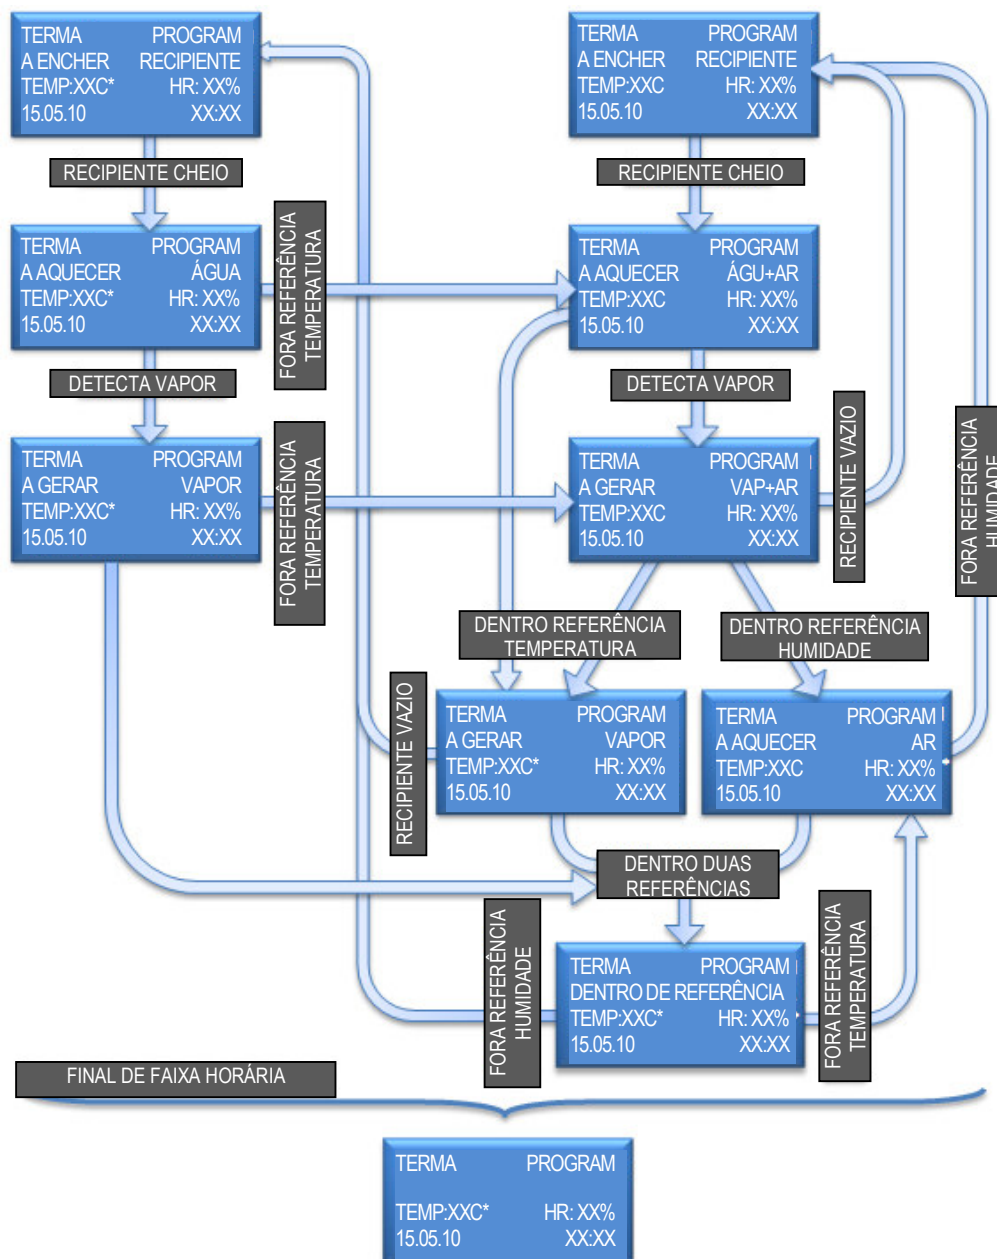 TERMA PROGRAM
A ENCHER RECIPIENTE
TEMP:XXC* HR: XX%
15.05.10 XX:XX
TERMA PROGRAM
A ENCHER RECIPIENTE
TEMP:XXC HR: XX%
15.05.10 XX:XX
RECIPIENTE CHEIO
RECIPIENTE CHEIO
TERMA PROGRAM
A AQUECER ÁGUA
TEMP:XXC* HR: XX%
15.05.10 XX:XX
FORA REFERÊNCIA
TEMPERATURA
TERMA PROGRAM
A AQUECER ÁGU+AR
TEMP:XXC HR: XX%
15.05.10 XX:XX
DETECTA VAPOR
DETECTA VAPOR
TERMA PROGRAM
A GERAR VAPOR
TEMP:XXC* HR: XX%
15.05.10 XX:XX
FORA REFERÊNCIA
TEMPERATURA
TERMA PROGRAM
A GERAR VAP+AR
TEMP:XXC HR: XX%
15.05.10 XX:XX
RECIPIENTE VAZIO
FORA REFERÊNCIA
HUMIDADE
DENTRO REFERÊNCIA
TEMPERATURA
DENTRO REFERÊNCIA
HUMIDADE
RECIPIENTE VAZIO
TERMA PROGRAM
A GERAR VAPOR
TEMP:XXC* HR: XX%
15.05.10 XX:XX
TERMA PROGRAM
A AQUECER AR
TEMP:XXC HR: XX%
15.05.10 XX:XX
DENTRO DUAS
REFERÊNCIAS
FORA REFERÊNCIA
HUMIDADE
TERMA PROGRAM
DENTRO DE REFERÊNCIA
TEMP:XXC* HR: XX%
15.05.10 XX:XX
FORA REFERÊNCIA
TEMPERATURA
FINAL DE FAIXA HORÁRIA
TERMA PROGRAM
TEMP:XXC* HR: XX%
15.05.10 XX:XX